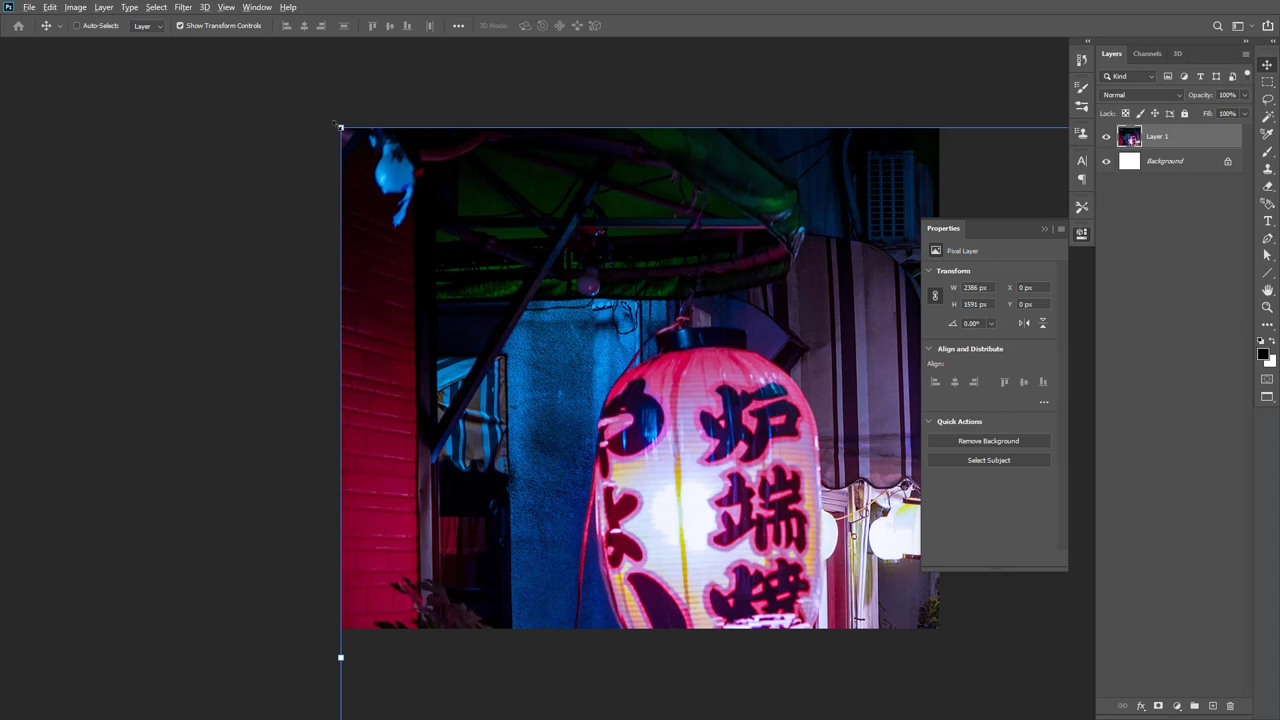 Ps File Edit Image Layer Type Select Filter 3D View Window Help
Auto-Select: Layer Show Transform Controls 3D Mode:
Layers Channels 3D
Kind
Normal Opacity: 100%
Lock: Fill: 100%
Layer 1
Background
Properties
Pixel Layer
Transform
W 2386 px X 0 px
H 1591 px Y 0 px
0.00°
Align and Distribute
Align:
Quick Actions
Remove Background
Select Subject
炉端焼